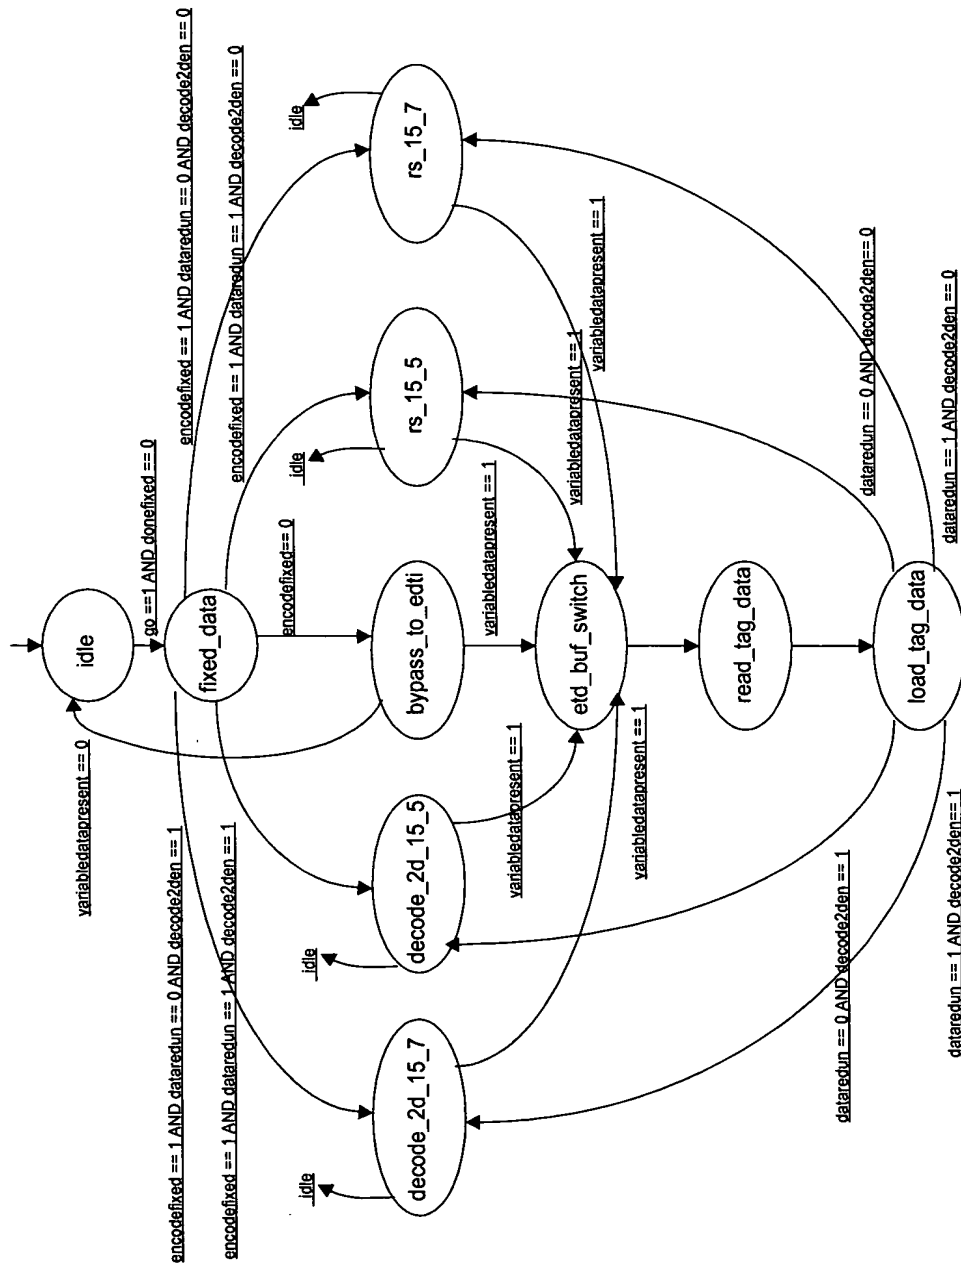 idle
go ==1 AND donefixed == 0
variabledatapresent == 0
fixed_data
encodefixed == 1 AND dataredun == 0 AND decode2den == 1
encodefixed == 1 AND dataredun == 1 AND decode2den == 1
encodefixed == 1 AND dataredun == 0 AND decode2den == 0
encodefixed == 1 AND dataredun == 1 AND decode2den == 0
encodefixed== 0
idle
idle
idle
idle
decode_2d_15_7
decode_2d_15_5
bypass_to_edti
rs_15_5
rs_15_7
variabledatapresent == 1
variabledatapresent == 1
variabledatapresent == 1
variabledatapresent == 1
variabledatapresent == 1
etd_buf_switch
read_tag_data
dataredun == 0 AND decode2den == 1
dataredun == 0 AND decode2den== 0
load_tag_data
dataredun == 1 AND decode2den== 1
dataredun == 1 AND decode2den == 0